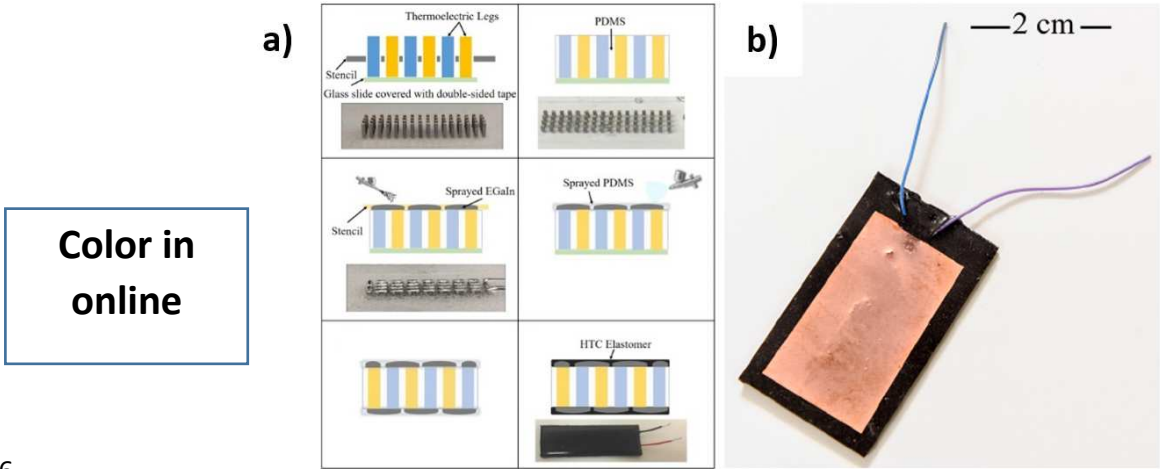 Color in
online
a)
Thermoelectric Legs
Stencil
Glass slide covered with double-sided tape
PDMS
Sprayed EGaIn
Stencil
Sprayed PDMS
HTC Elastomer
b)
2 cm